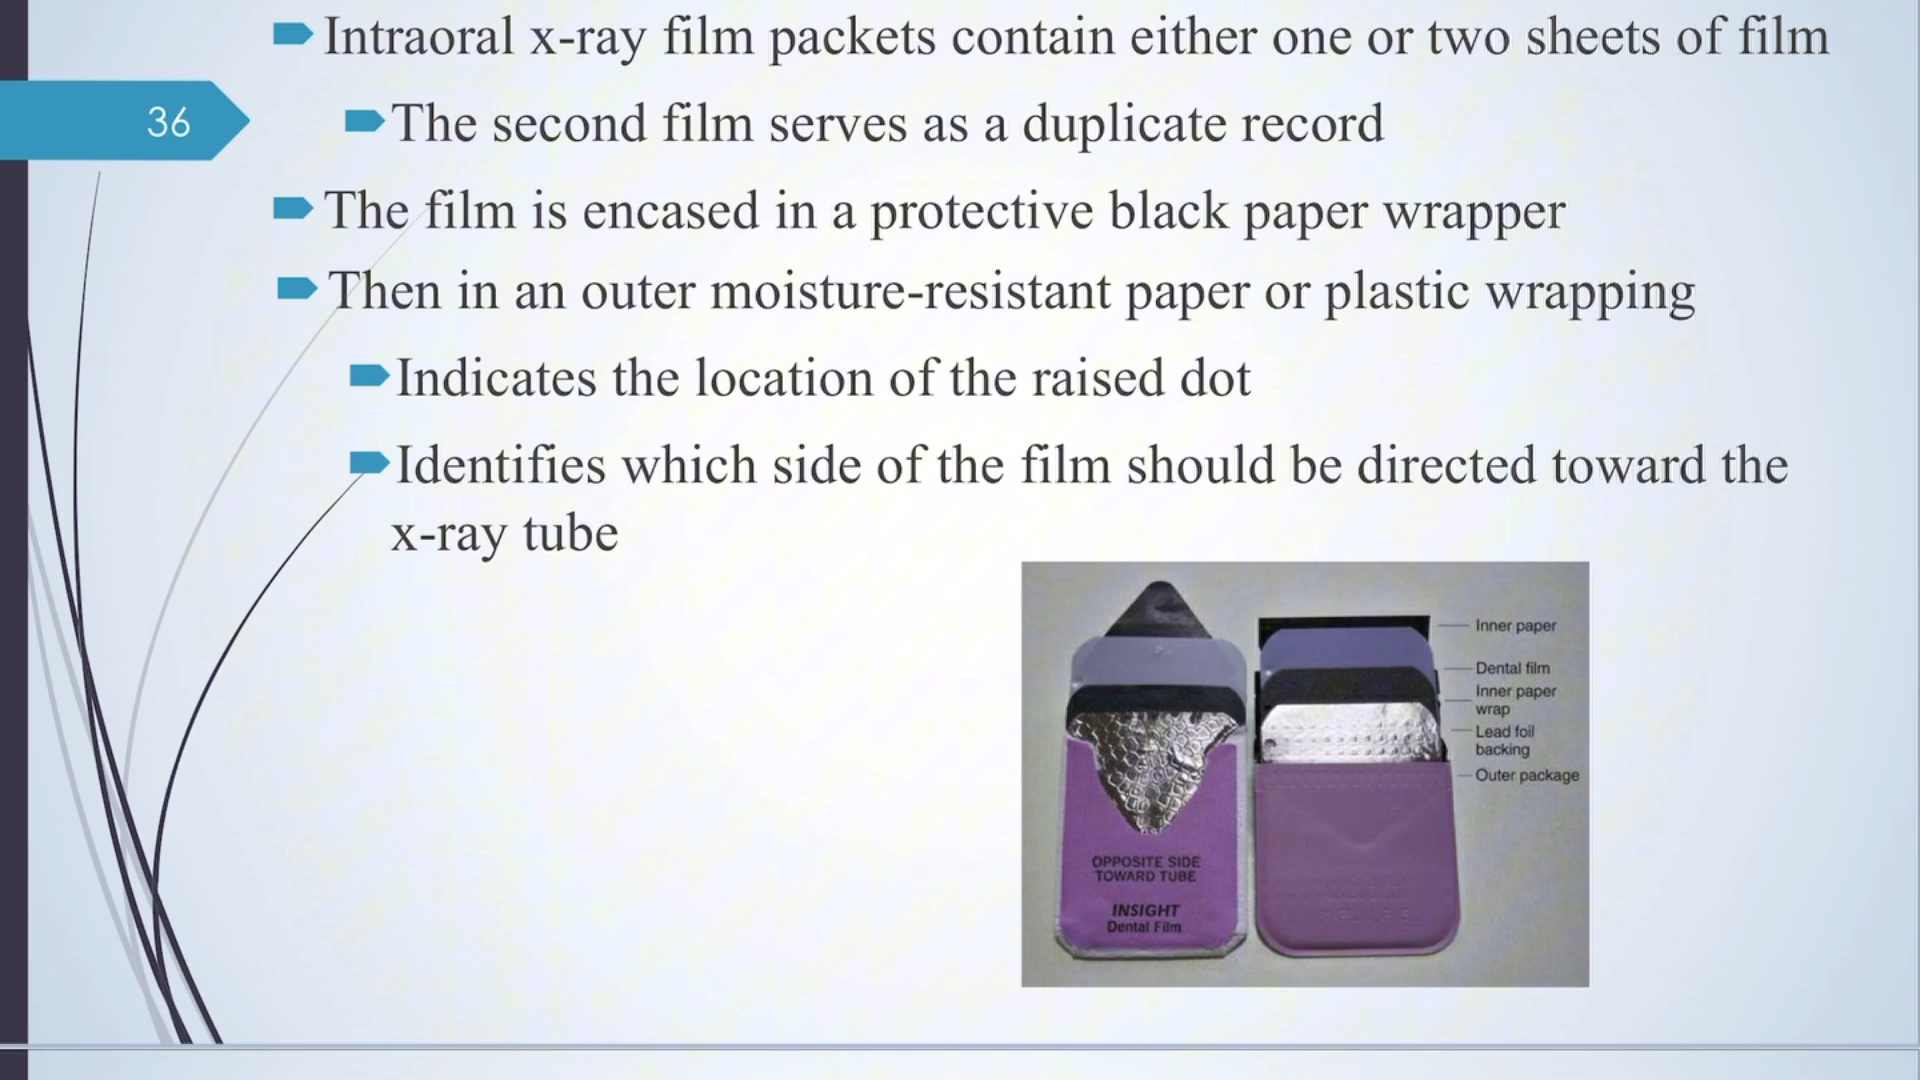 Intraoral x-ray film packets contain either one or two sheets of film
36
The second film serves as a duplicate record
The film is encased in a protective black paper wrapper
Then in an outer moisture-resistant paper or plastic wrapping
Indicates the location of the raised dot
Identifies which side of the film should be directed toward the
x-ray tube
Inner paper
Dental film
Inner paper
wrap
Lead foil
backing
Outer package
OPPOSITE SIDE
TOWARD TUBE
INSIGHT
Dental Film